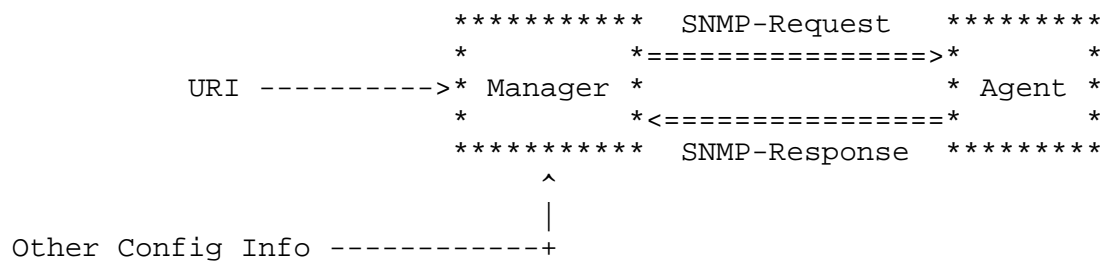 ***********  SNMP-Request   *********
*         *================>*       *
URI ---------->* Manager *                 * Agent *
*         *<================*       *
***********  SNMP-Response  *********
^
|
Other Config Info ------------+